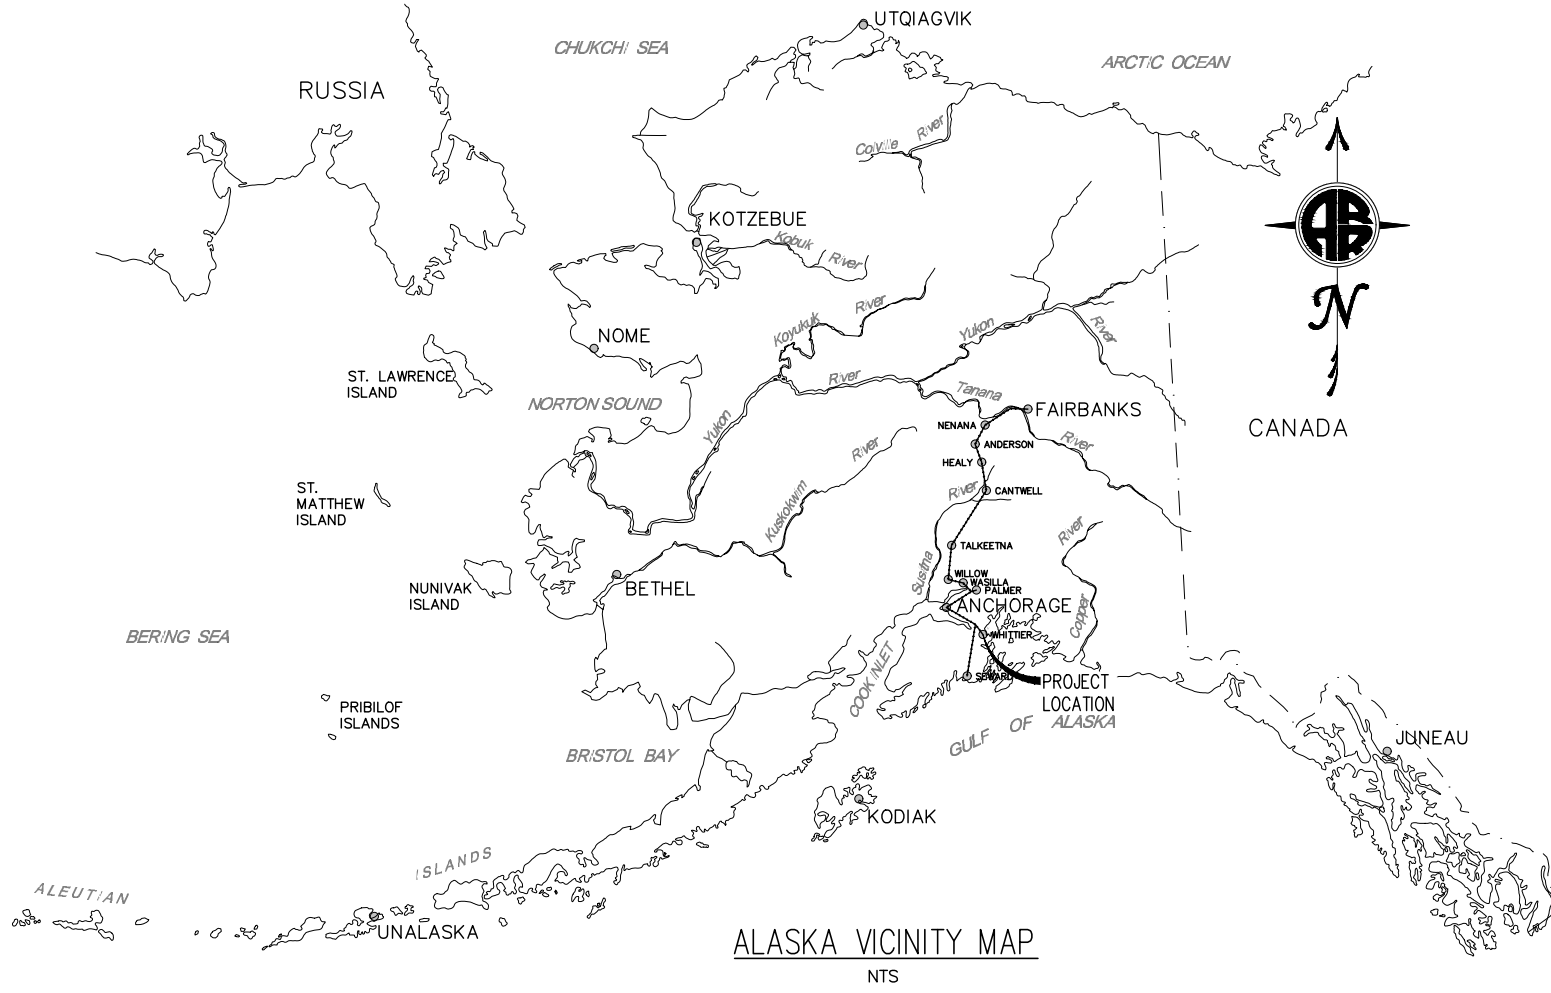 UTQIAGVIK
CHUKCHI SEA
ARCTIC OCEAN
RUSSIA
Colville River
KOTZEBUE
Kobuk River
ARR
N
Koyukuk River
Yukon River
NOME
ST. LAWRENCE
ISLAND
River
Tanana River
NORTON SOUND
Yukon
FAIRBANKS
NENANA
CANADA
ANDERSON
HEALY
Kuskokwim River
CANTWELL
ST.
MATTHEW
ISLAND
Susitna River
TALKEETNA
Copper River
WILLOW
WASILLA
PALMER
NUNIVAK
ISLAND
BETHEL
ANCHORAGE
BERING SEA
WHITTIER
COOK INLET
SEWARD
PROJECT
LOCATION
PRIBILOF
ISLANDS
GULF OF ALASKA
JUNEAU
BRISTOL BAY
KODIAK
ALEUTIAN ISLANDS
UNALASKA
ALASKA VICINITY MAP
NTS